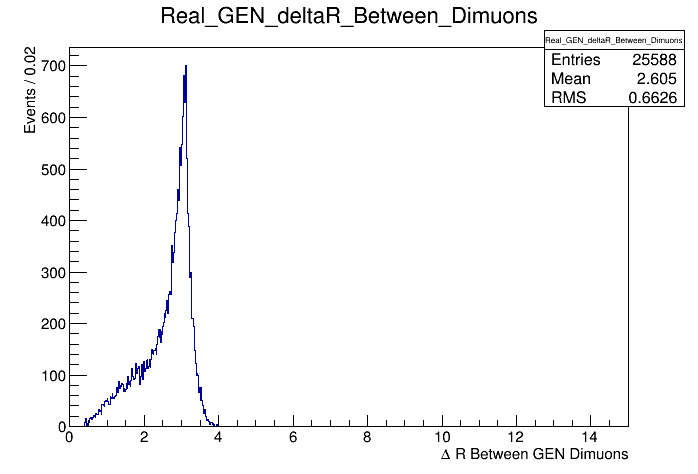 Real_GEN_deltaR_Between_Dimuons
Real_GEN_deltaR_Between_Dimuons
Entries 25588
Mean 2.605
RMS 0.6626
Events / 0.02
700
600
500
400
300
200
100
0
0 2 4 6 8 10 12 14
Δ R Between GEN Dimuons